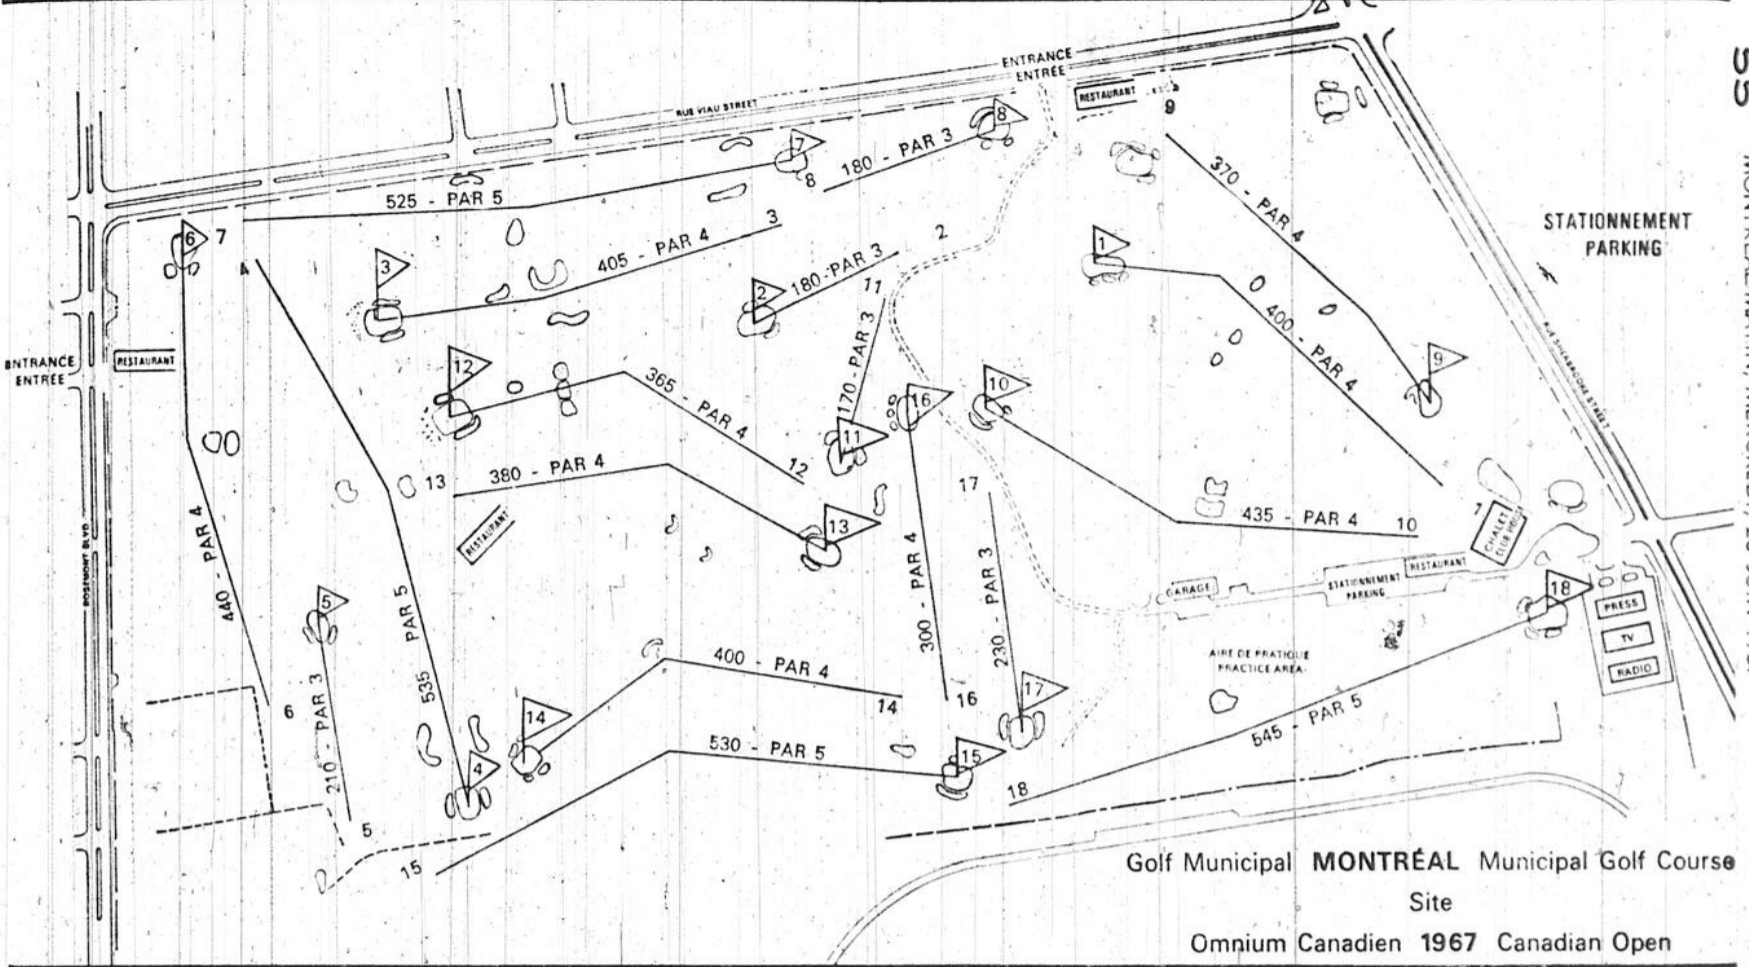 ENTRANCE
ENTRÉE
RUE VIAU STREET
RESTAURANT
9
8
7
180 - PAR 3
8
525 - PAR 5
370 - PAR 4
STATIONNEMENT
PARKING
6
7
4
3
405 - PAR 4
3
2
180 - PAR 3
2
1
11
170 - PAR 3
400 - PAR 4
RUE SHERBROOKE STREET
ENTRANCE
ENTRÉE
RESTAURANT
12
365 - PAR 4
12
16
10
9
11
13
380 - PAR 4
17
RESTAURANT
13
435 - PAR 4
10
1
CHALET
CLUB HOUSE
ROSEMONT BLVD
440 - PAR 4
PAR 5
535
300 - PAR 4
230 - PAR 3
GARAGE
STATIONNEMENT
PARKING
RESTAURANT
18
PRESS
TV
RADIO
5
400 - PAR 4
AIRE DE PRATIQUE
PRACTICE AREA
6
210 - PAR 3
14
14
16
17
545 - PAR 5
530 - PAR 5
15
4
18
5
15
55
Golf Municipal MONTRÉAL Municipal Golf Course
Site
Omnium Canadien 1967 Canadian Open